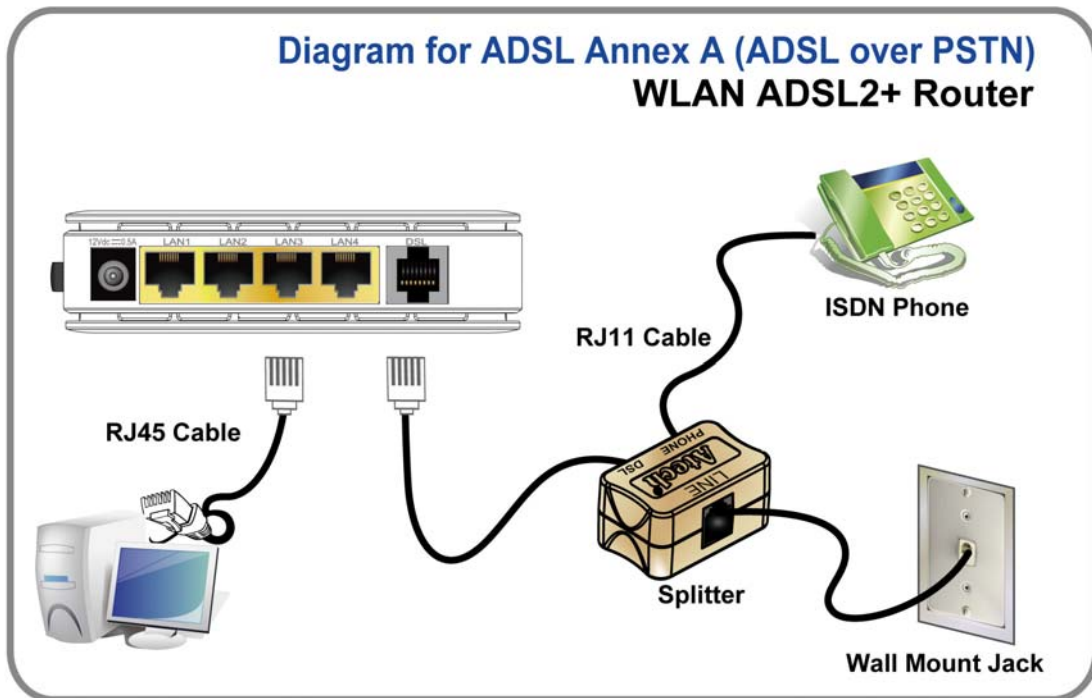 Diagram for ADSL Annex A (ADSL over PSTN)
WLAN ADSL2+ Router
12Vdc 0.5A
LAN1
LAN2
LAN3
LAN4
DSL
ISDN Phone
RJ11 Cable
RJ45 Cable
PHONE
DSL
Atech
LINE
Splitter
Wall Mount Jack